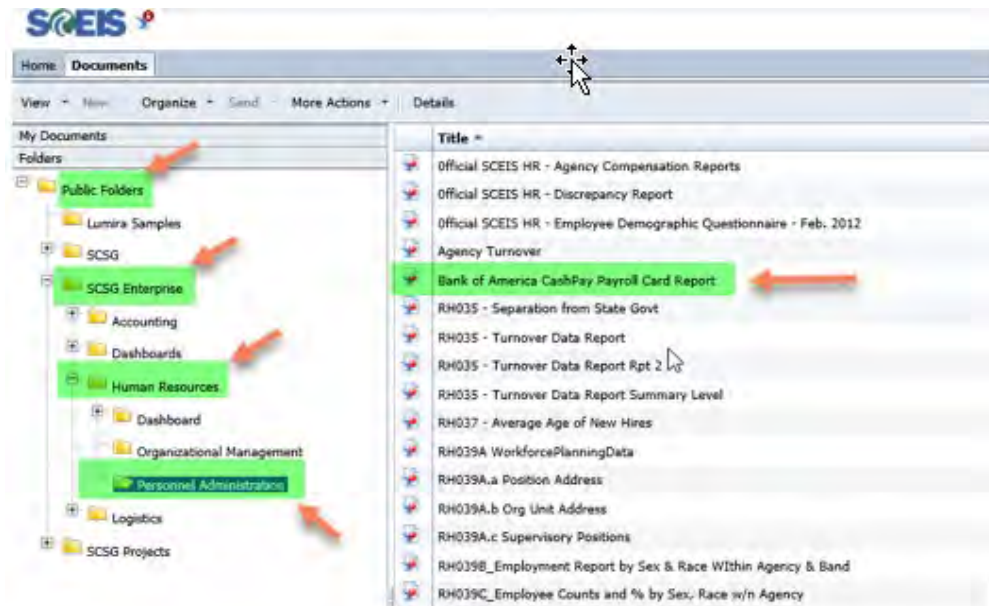 SCEIS
Home Documents
View New Organize Send More Actions Details
My Documents
Folders
Public Folders
Lumira Samples
SCSG
SCSG Enterprise
Accounting
Dashboards
Human Resources
Dashboard
Organizational Management
Personnel Administration
Logistics
SCSG Projects
Title
0fficial SCEIS HR - Agency Compensation Reports
0fficial SCEIS HR - Discrepancy Report
0fficial SCEIS HR - Employee Demographic Questionnaire - Feb. 2012
Agency Turnover
Bank of America CashPay Payroll Card Report
RH035 - Separation from State Govt
RH035 - Turnover Data Report
RH035 - Turnover Data Report Rpt 2
RH035 - Turnover Data Report Summary Level
RH037 - Average Age of New Hires
RH039A WorkforcePlanningData
RH039A.a Position Address
RH039A.b Org Unit Address
RH039A.c Supervisory Positions
RH039B_Employment Report by Sex & Race WIthin Agency & Band
RH039C_Employee Counts and % by Sex, Race w/n Agency